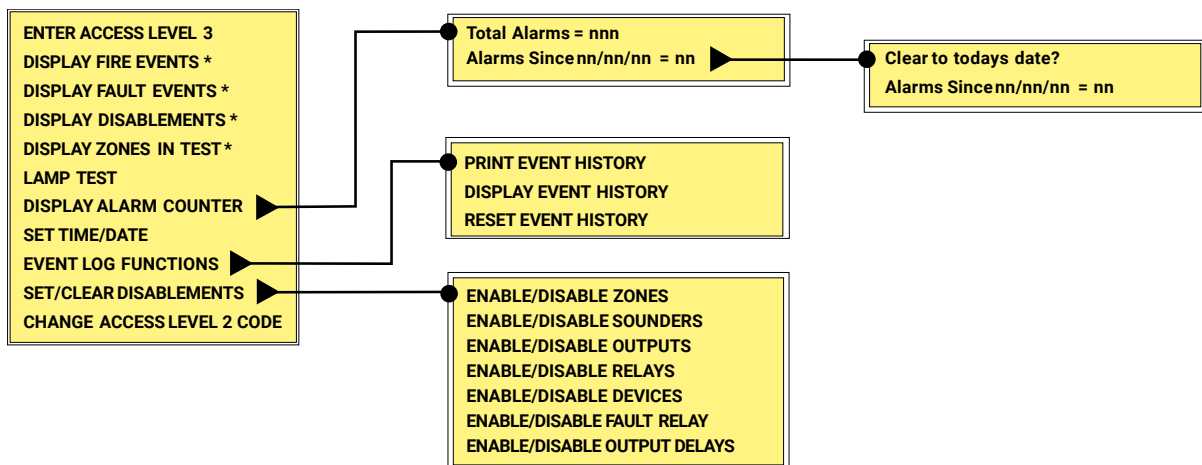 ENTER ACCESS LEVEL 3
DISPLAY FIRE EVENTS *
DISPLAY FAULT EVENTS *
DISPLAY DISABLEMENTS *
DISPLAY ZONES IN TEST *
LAMP TEST
DISPLAY ALARM COUNTER
SET TIME/DATE
EVENT LOG FUNCTIONS
SET/CLEAR DISABLEMENTS
CHANGE ACCESS LEVEL 2 CODE
Total Alarms = nnn
Alarms Since nn/nn/nn = nn
Clear to todays date?
Alarms Since nn/nn/nn = nn
PRINT EVENT HISTORY
DISPLAY EVENT HISTORY
RESET EVENT HISTORY
ENABLE/DISABLE ZONES
ENABLE/DISABLE SOUNDERS
ENABLE/DISABLE OUTPUTS
ENABLE/DISABLE RELAYS
ENABLE/DISABLE DEVICES
ENABLE/DISABLE FAULT RELAY
ENABLE/DISABLE OUTPUT DELAYS